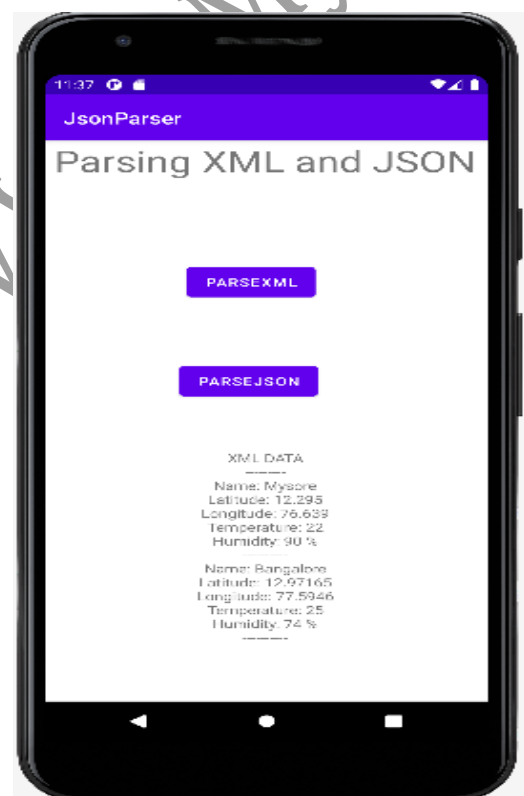 11:37
JsonParser
Parsing XML and JSON
PARSEXML
PARSEJSON
XML DATA
---------
Name: Mysore
Latitude: 12.295
Longitude: 76.639
Temperature: 22
Humidity: 90 %
---------
Name: Bangalore
Latitude: 12.97165
Longitude: 77.5946
Temperature: 25
Humidity: 74 %
---------